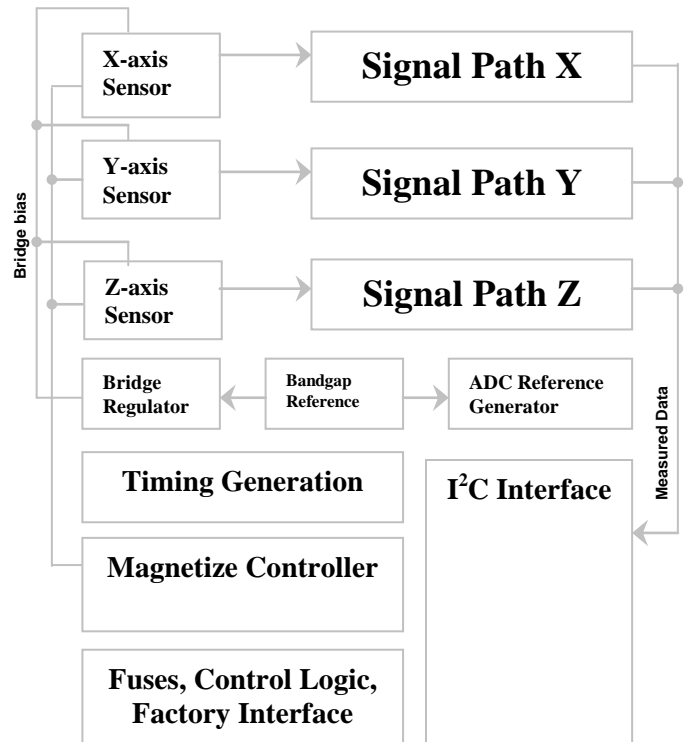 X-axis
Sensor
Signal Path X
Y-axis
Sensor
Signal Path Y
Bridge bias
Z-axis
Sensor
Signal Path Z
Bridge
Regulator
Bandgap
Reference
ADC Reference
Generator
Measured Data
Timing Generation
I²C Interface
Magnetize Controller
Fuses, Control Logic,
Factory Interface